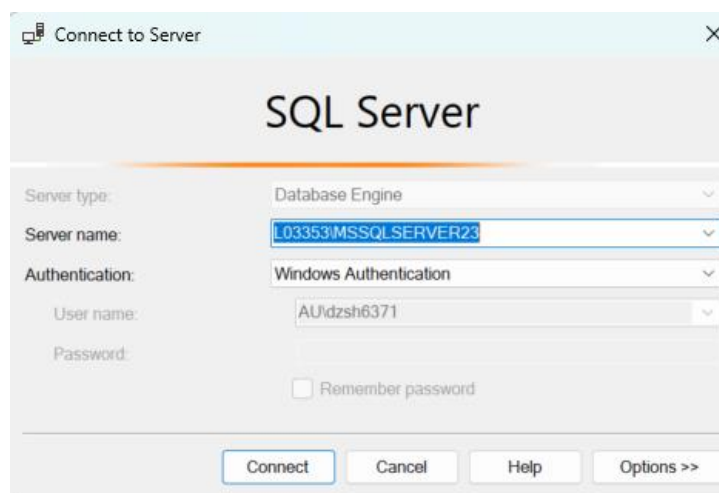 Connect to Server
SQL Server
Server type: Database Engine
Server name: L03353\MSSQLSERVER23
Authentication: Windows Authentication
User name: AU\dzsh6371
Password:
Remember password
Connect Cancel Help Options >>